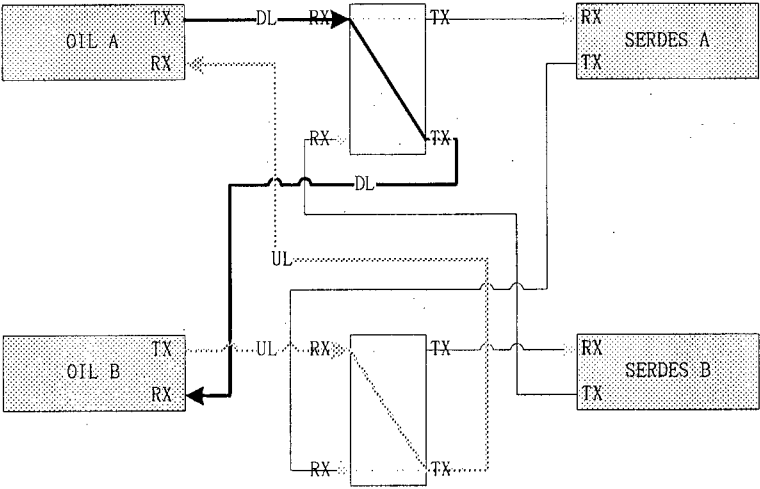 TX DL RX TX RX
OIL A SERDES A
RX TX
RX TX
DL
UL
TX UL RX TX RX
OIL B SERDES B
RX TX
RX TX